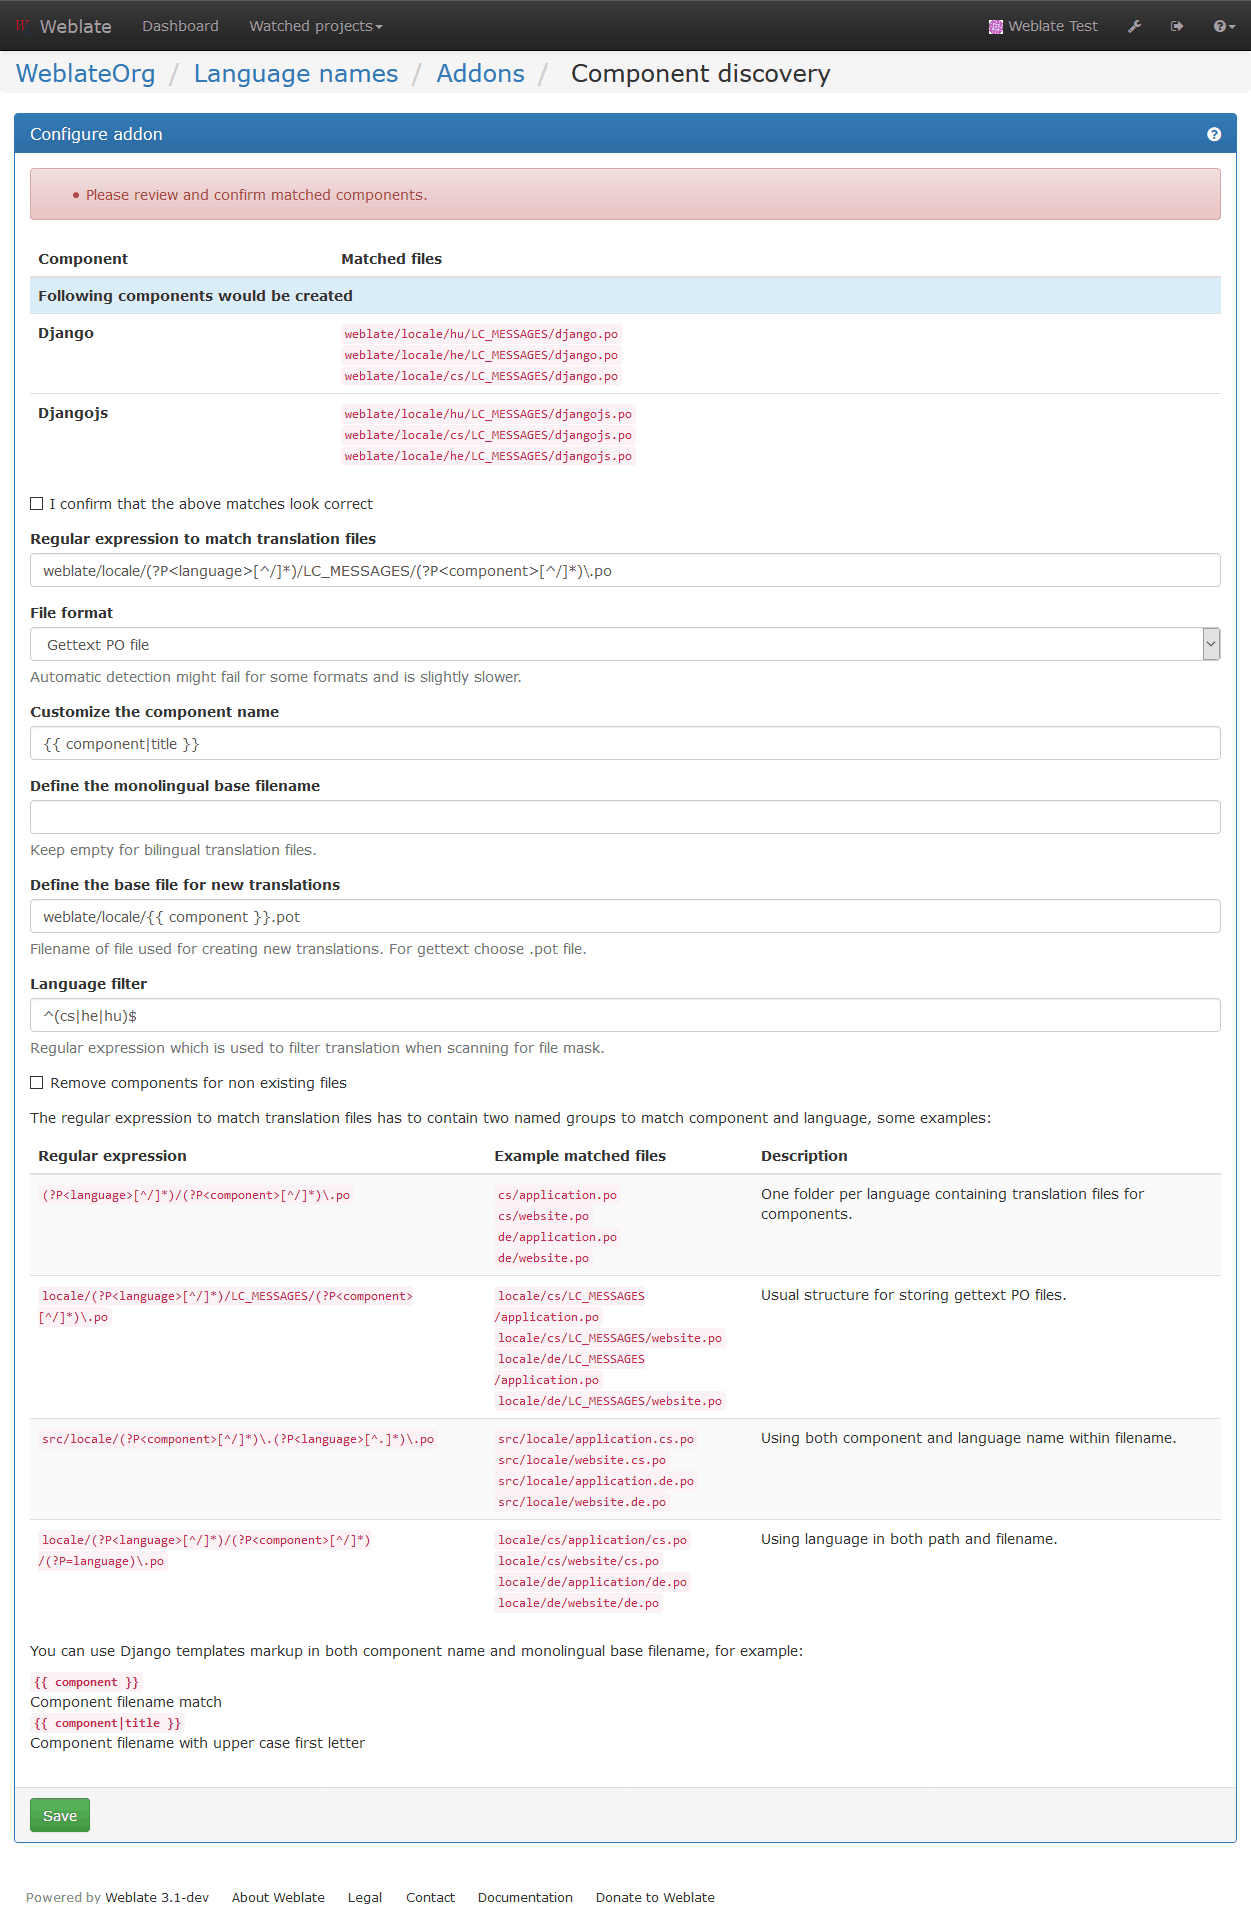 Weblate Dashboard Watched projects Weblate Test
WeblateOrg / Language names / Addons / Component discovery
Configure addon
• Please review and confirm matched components.
Component Matched files
Following components would be created
Django weblate/locale/hu/LC_MESSAGES/django.po
weblate/locale/he/LC_MESSAGES/django.po
weblate/locale/cs/LC_MESSAGES/django.po
Djangojs weblate/locale/hu/LC_MESSAGES/djangojs.po
weblate/locale/cs/LC_MESSAGES/djangojs.po
weblate/locale/he/LC_MESSAGES/djangojs.po
I confirm that the above matches look correct
Regular expression to match translation files
weblate/locale/(?P<language>[^/]*)/LC_MESSAGES/(?P<component>[^/]*)\.po
File format
Gettext PO file
Automatic detection might fail for some formats and is slightly slower.
Customize the component name
{{ component|title }}
Define the monolingual base filename
Keep empty for bilingual translation files.
Define the base file for new translations
weblate/locale/{{ component }}.pot
Filename of file used for creating new translations. For gettext choose .pot file.
Language filter
^(cs|he|hu)$
Regular expression which is used to filter translation when scanning for file mask.
Remove components for non existing files
The regular expression to match translation files has to contain two named groups to match component and language, some examples:
Regular expression Example matched files Description
(?P<language>[^/]*)/(?P<component>[^/]*)\.po cs/application.po One folder per language containing translation files for
cs/website.po components.
de/application.po
de/website.po
locale/(?P<language>[^/]*)/LC_MESSAGES/(?P<component> locale/cs/LC_MESSAGES Usual structure for storing gettext PO files.
[^/]*)\.po /application.po
locale/cs/LC_MESSAGES/website.po
locale/de/LC_MESSAGES
/application.po
locale/de/LC_MESSAGES/website.po
src/locale/(?P<component>[^/]*)\.(?P<language>[^.]*)\.po src/locale/application.cs.po Using both component and language name within filename.
src/locale/website.cs.po
src/locale/application.de.po
src/locale/website.de.po
locale/(?P<language>[^/]*)/(?P<component>[^/]*) locale/cs/application/cs.po Using language in both path and filename.
/(?P=language)\.po locale/cs/website/cs.po
locale/de/application/de.po
locale/de/website/de.po
You can use Django templates markup in both component name and monolingual base filename, for example:
{{ component }}
Component filename match
{{ component|title }}
Component filename with upper case first letter
Save
Powered by Weblate 3.1-dev About Weblate Legal Contact Documentation Donate to Weblate